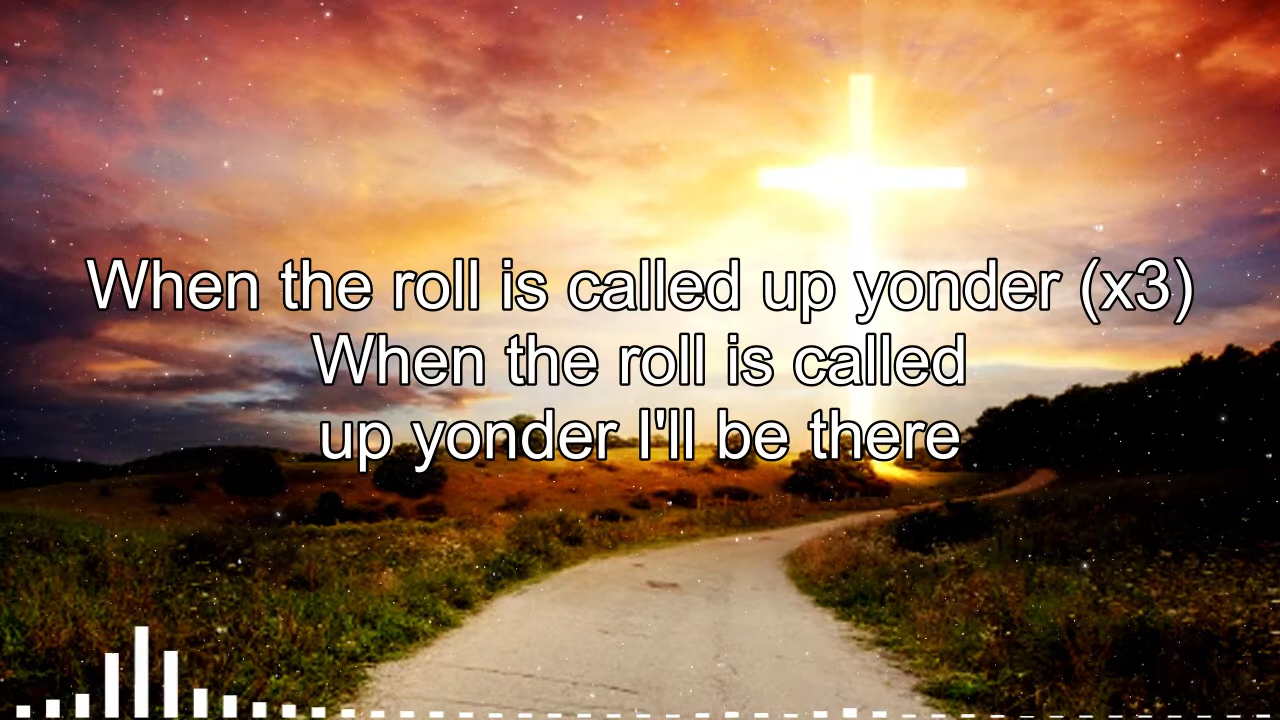 When the roll is called up yonder (x3)
When the roll is called
up yonder I'll be there